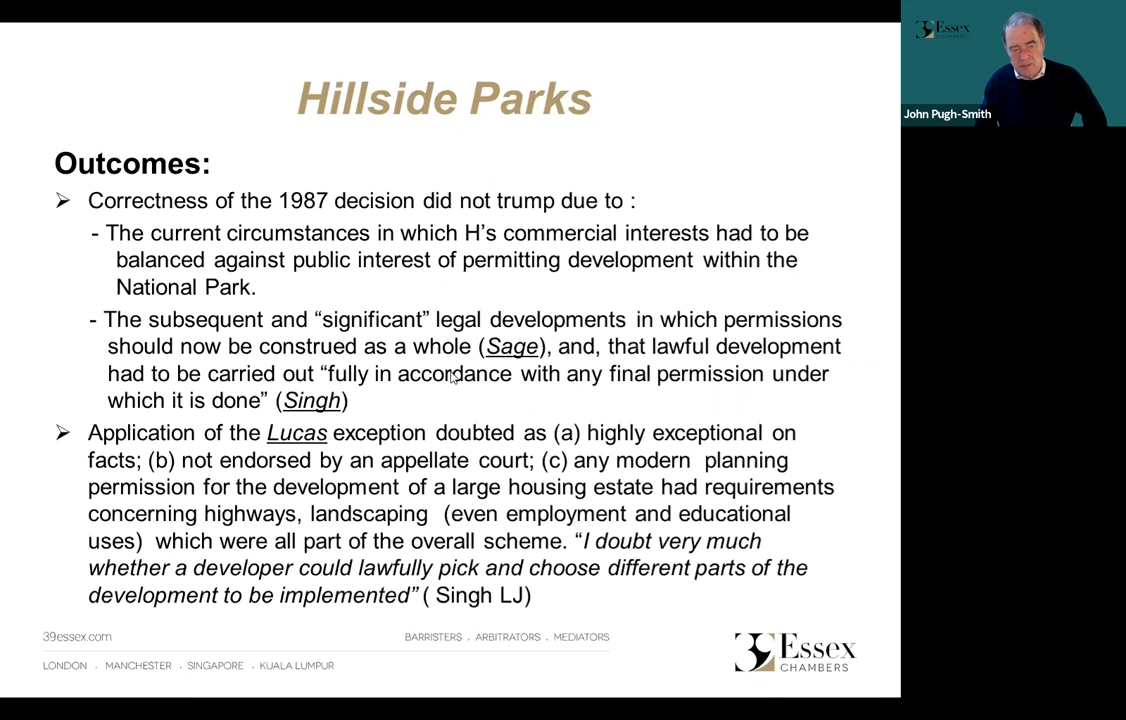 Hillside Parks
Outcomes:
➢ Correctness of the 1987 decision did not trump due to :
- The current circumstances in which H’s commercial interests had to be
balanced against public interest of permitting development within the
National Park.
- The subsequent and “significant” legal developments in which permissions
should now be construed as a whole (Sage), and, that lawful development
had to be carried out “fully in accordance with any final permission under
which it is done” (Singh)
➢ Application of the Lucas exception doubted as (a) highly exceptional on
facts; (b) not endorsed by an appellate court; (c) any modern planning
permission for the development of a large housing estate had requirements
concerning highways, landscaping (even employment and educational
uses) which were all part of the overall scheme. “I doubt very much
whether a developer could lawfully pick and choose different parts of the
development to be implemented” ( Singh LJ)
39essex.com
BARRISTERS . ARBITRATORS . MEDIATORS
LONDON . MANCHESTER . SINGAPORE . KUALA LUMPUR
39 Essex
CHAMBERS
39 Essex
CHAMBERS
John Pugh-Smith